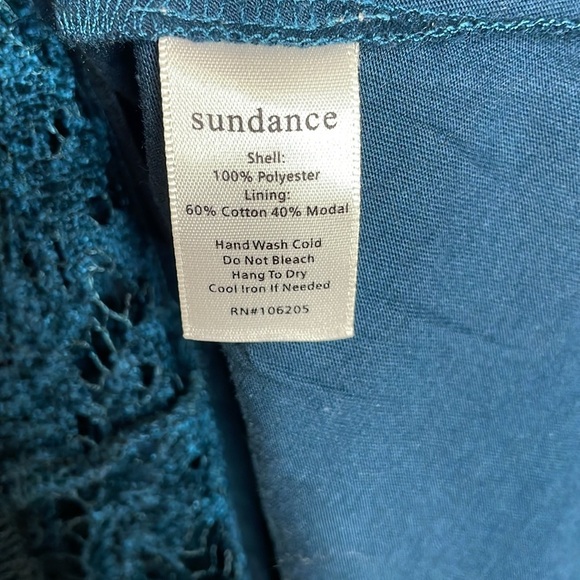 sundance
Shell:
100% Polyester
Lining:
60% Cotton 40% Modal
Hand Wash Cold
Do Not Bleach
Hang To Dry
Cool Iron If Needed
RN#106205